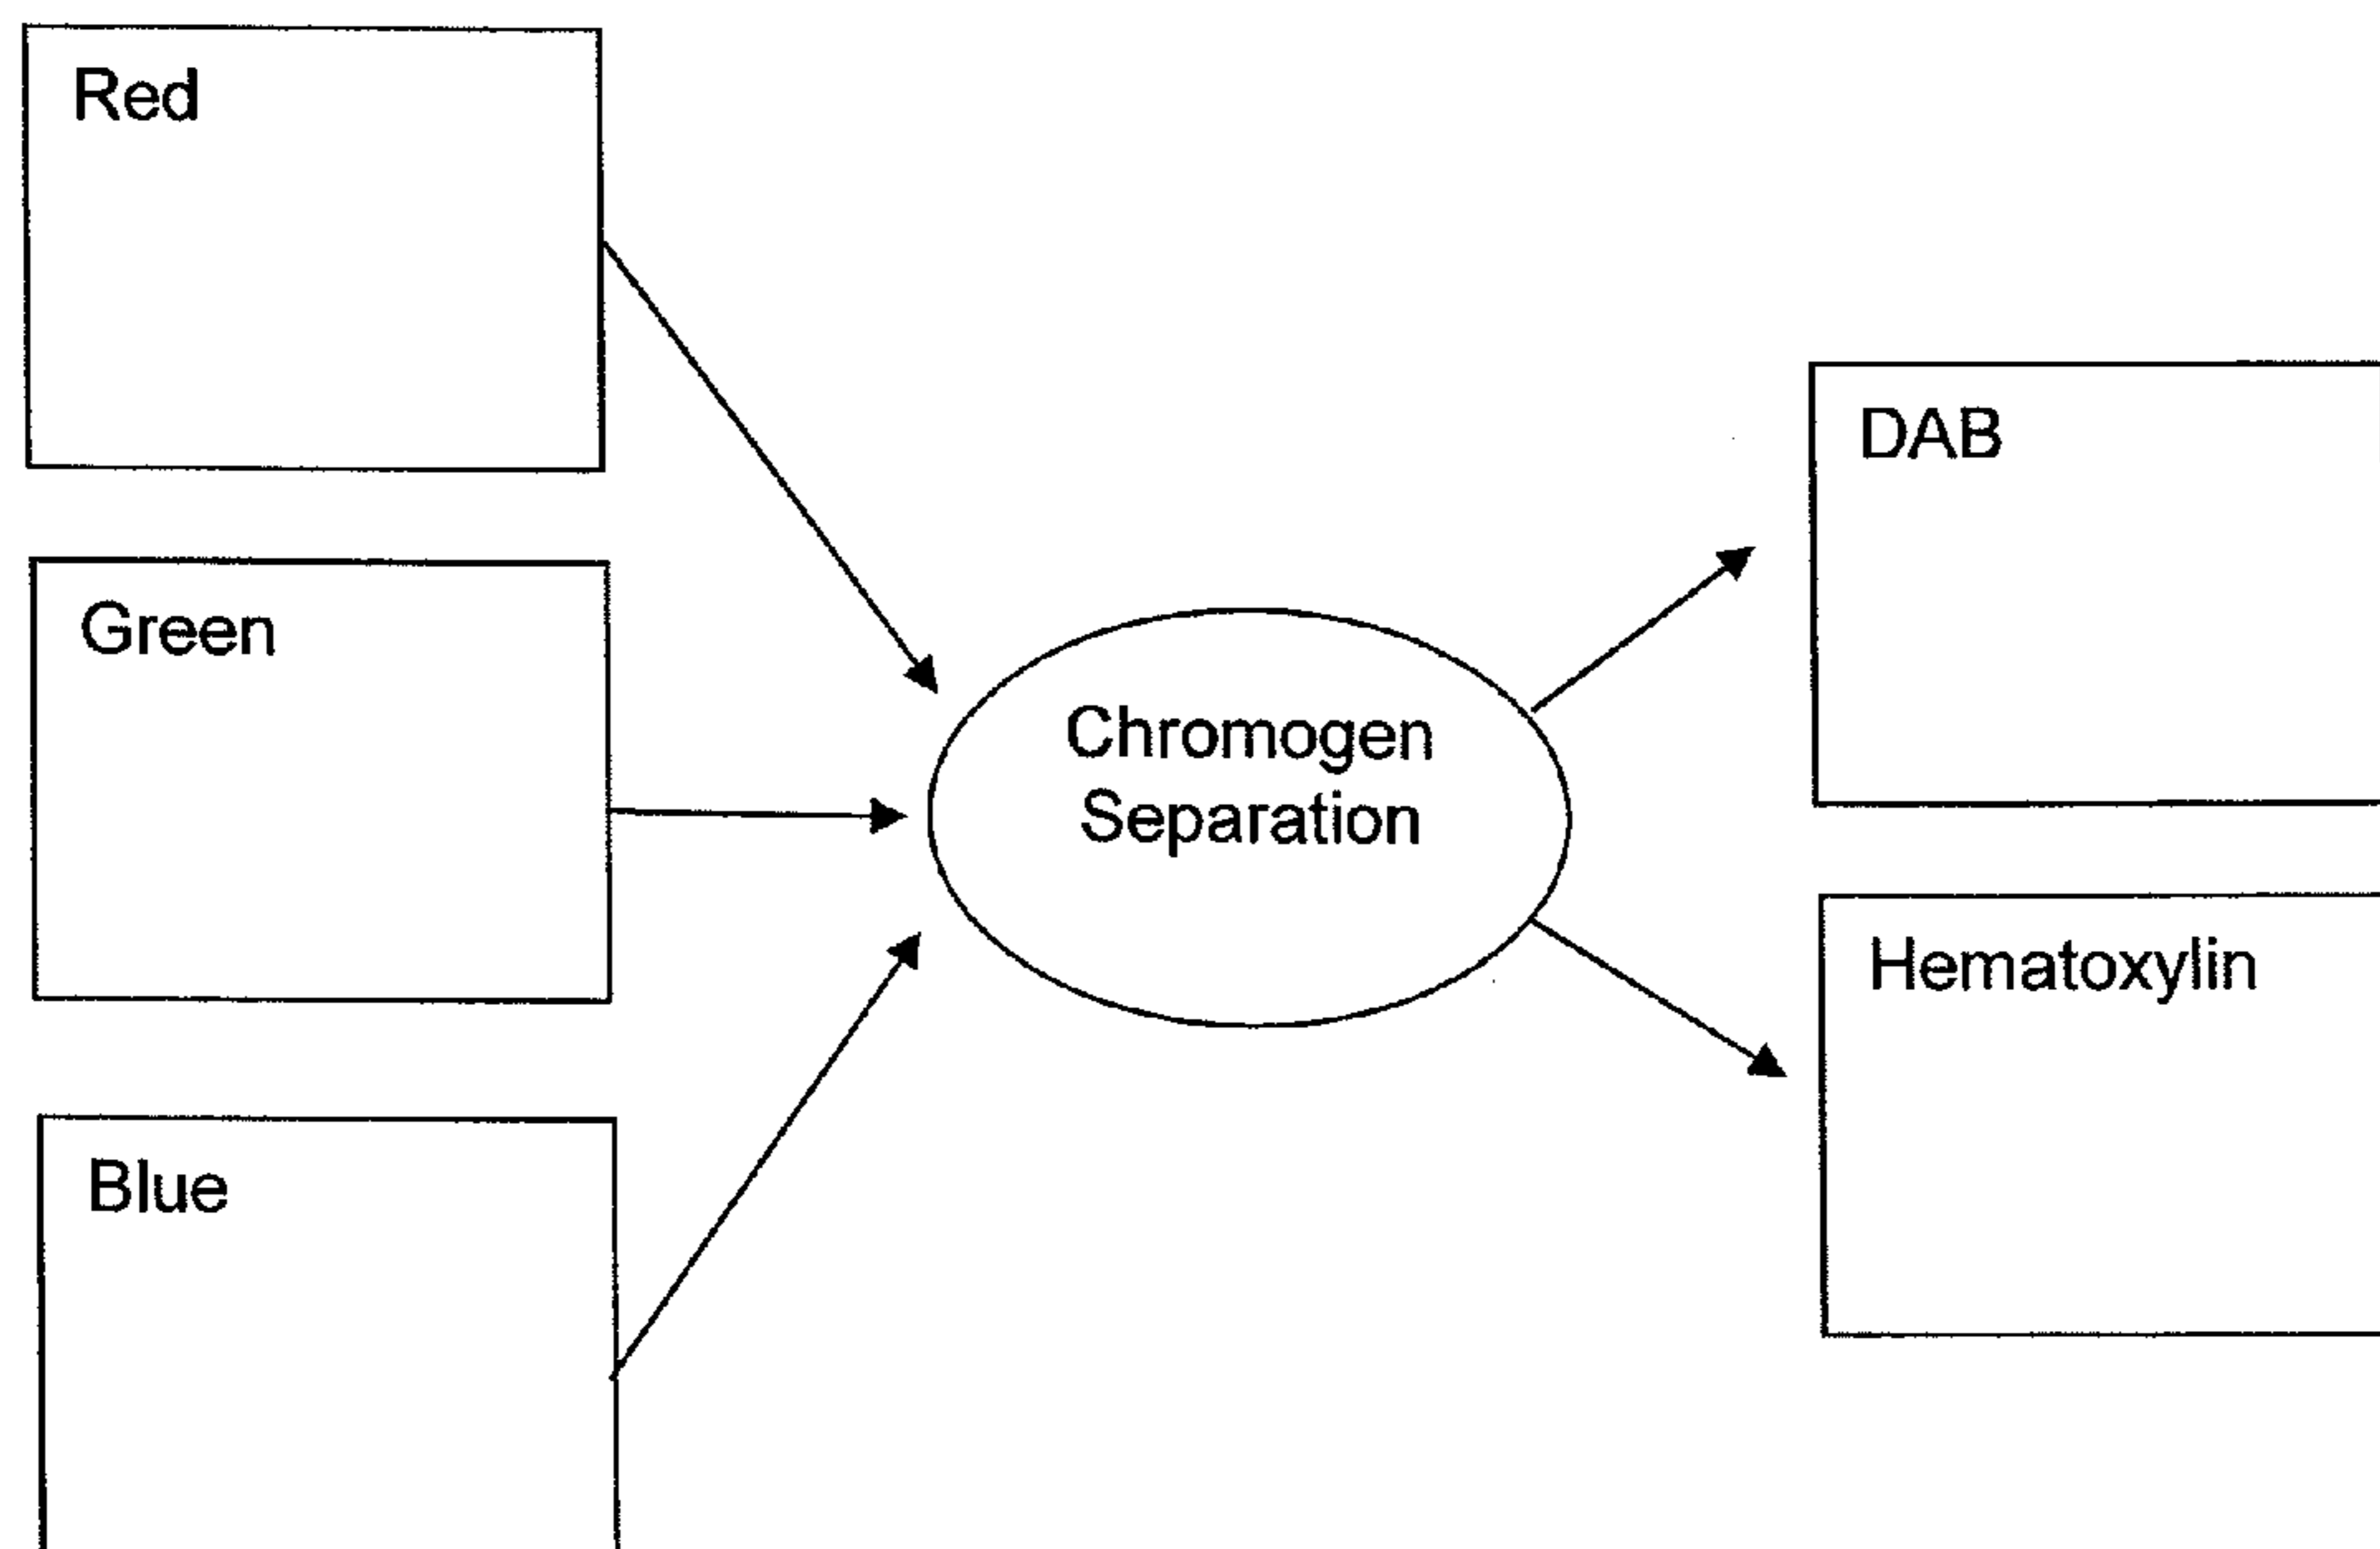 Red
Green
Blue
Chromogen
Separation
DAB
Hematoxylin